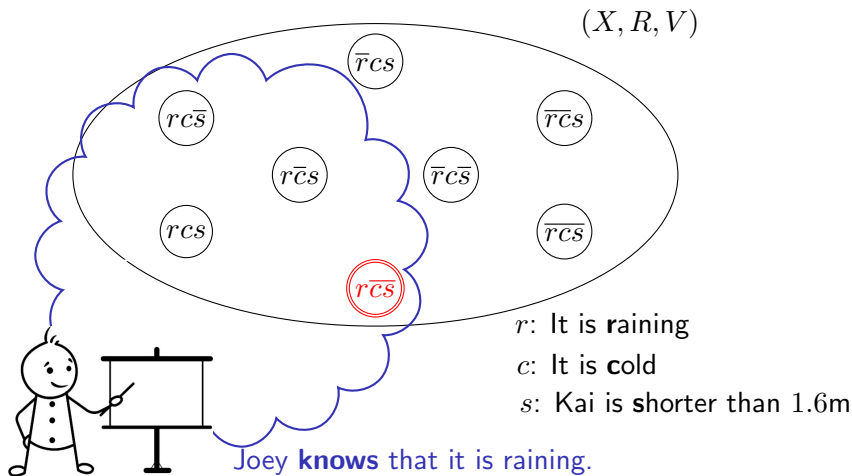 (X, R, V)
r̅cs
rcs̅
r̅c̅s
rc̅s
r̅cs̅
rcs
r̅c̅s̅
rc̅s̅
r: It is raining
c: It is cold
s: Kai is shorter than 1.6m
Joey knows that it is raining.